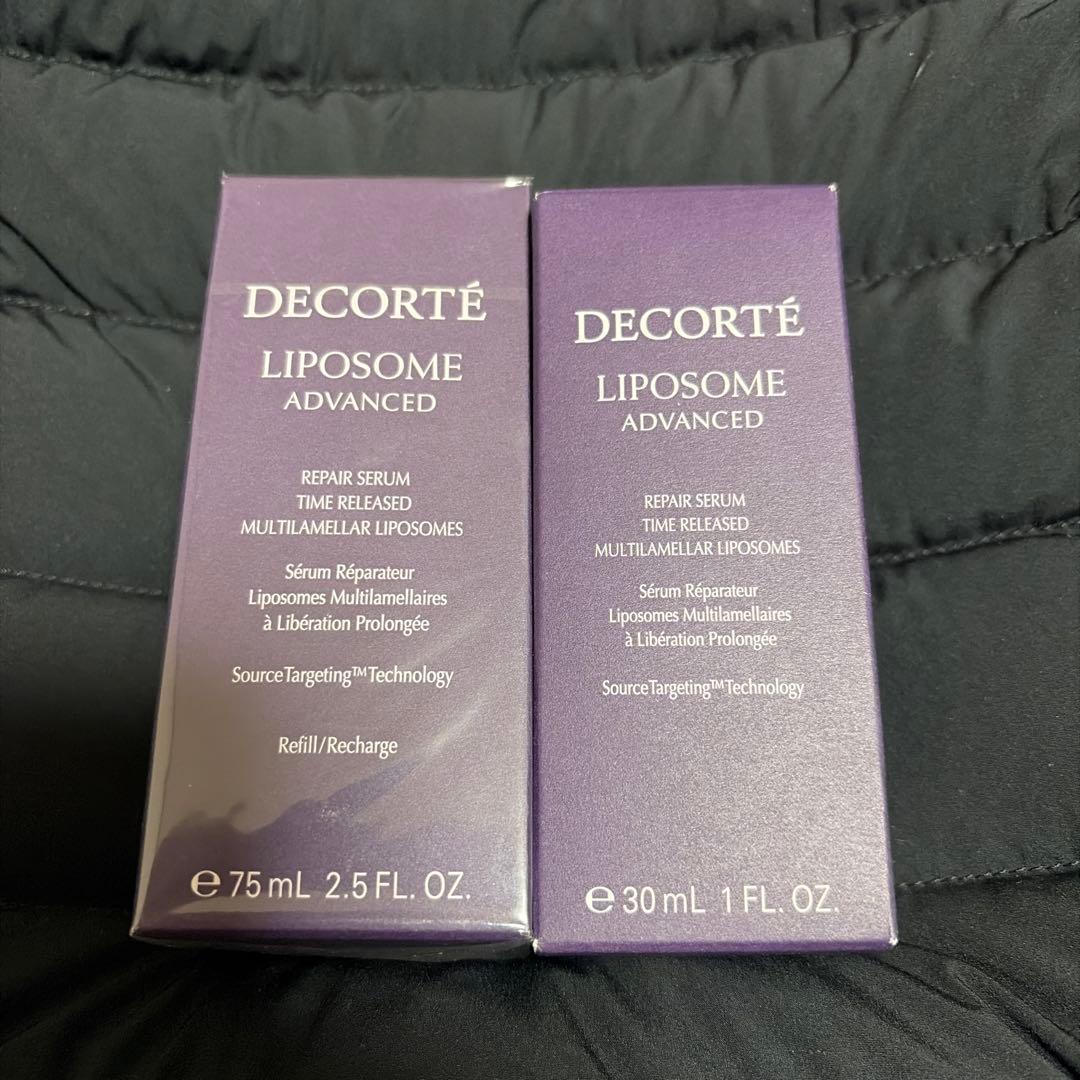 DECORTÉ
LIPOSOME
ADVANCED
REPAIR SERUM
TIME RELEASED
MULTILAMELLAR LIPOSOMES
Sérum Réparateur
Liposomes Multilamellaires
à Libération Prolongée
SourceTargeting™Technology
Refill/Recharge
℮ 75 mL 2.5 FL. OZ.
DECORTÉ
LIPOSOME
ADVANCED
REPAIR SERUM
TIME RELEASED
MULTILAMELLAR LIPOSOMES
Sérum Réparateur
Liposomes Multilamellaires
à Libération Prolongée
SourceTargeting™Technology
℮ 30 mL 1 FL. OZ.